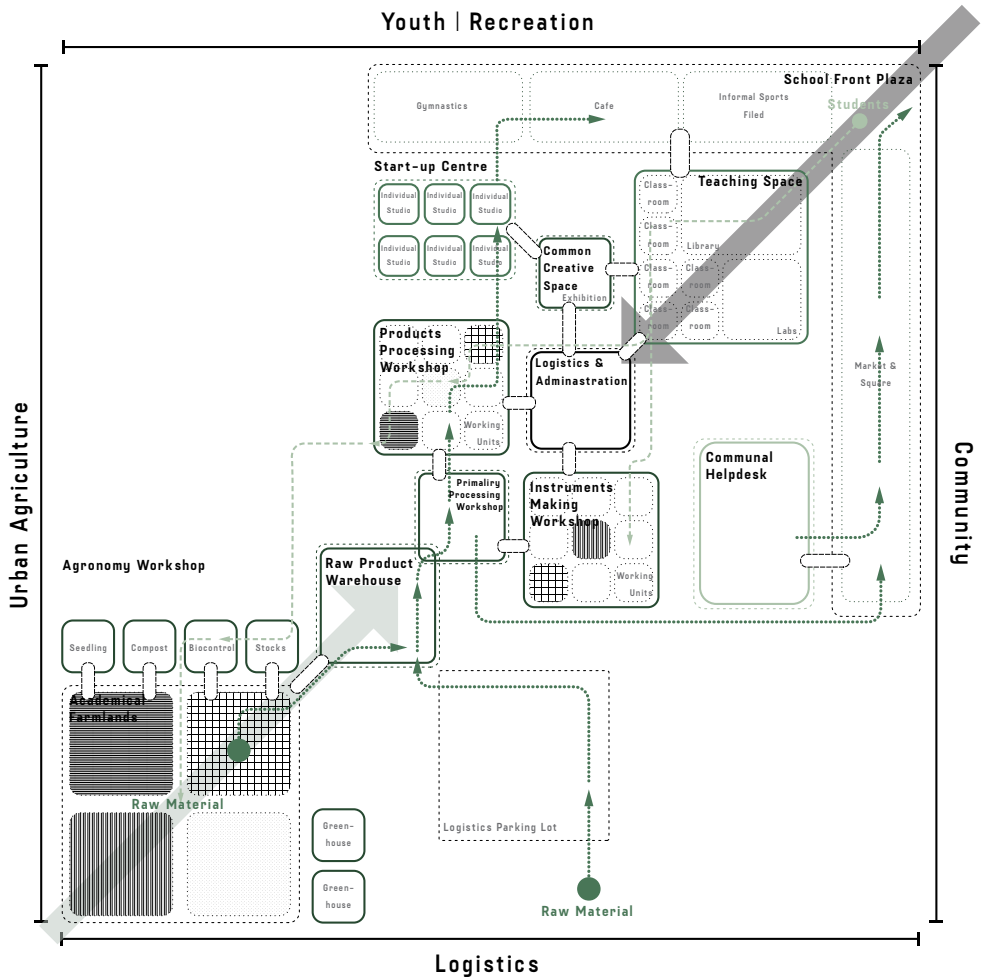 Youth | Recreation
School Front Plaza
Gymnastics
Cafe
Informal Sports
Filed
Students
Start-up Centre
Teaching Space
Individual
Studio
Individual
Studio
Individual
Studio
Individual
Studio
Individual
Studio
Individual
Studio
Class-
room
Class-
room
Library
Class-
room
Class-
room
Class-
room
Class-
room
Labs
Common
Creative
Space
Exhibition
Products
Processing
Workshop
Working
Units
Logistics &
Adminastration
Market &
Square
Urban Agriculture
Community
Communal
Helpdesk
Primaliry
Processing
Workshop
Instruments
Making
Workshop
Working
Units
Raw Product
Warehouse
Agronomy Workshop
Seedling
Compost
Biocontrol
Stocks
Academical
Farmlands
Raw Material
Green-
house
Green-
house
Logistics Parking Lot
Raw Material
Logistics